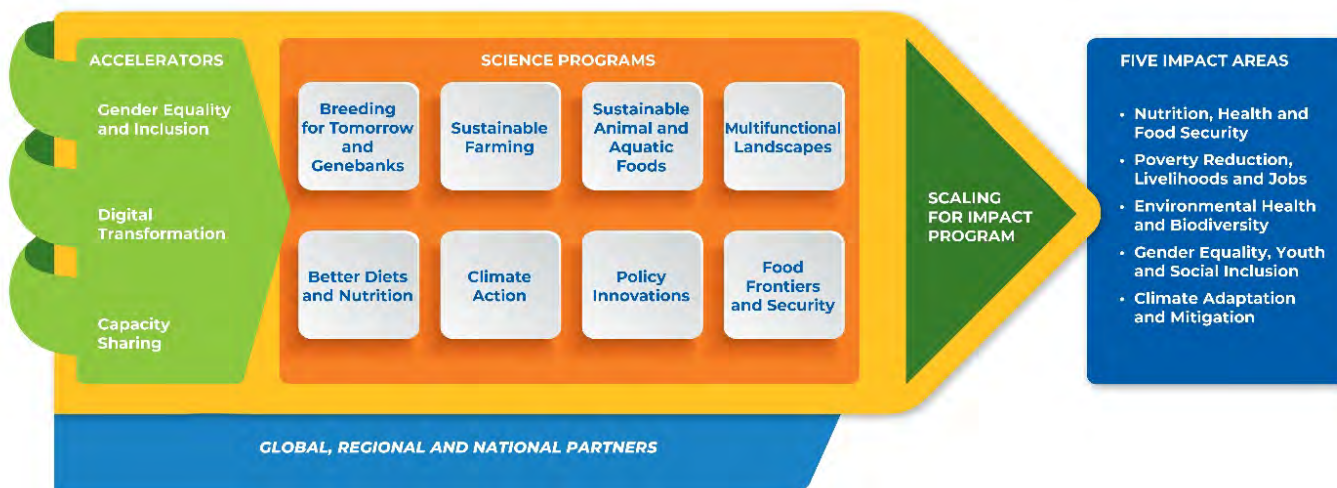 ACCELERATORS
Gender Equality
and Inclusion
Digital
Transformation
Capacity
Sharing
SCIENCE PROGRAMS
Breeding
for Tomorrow
and
Genebanks
Sustainable
Farming
Sustainable
Animal and
Aquatic
Foods
Multifunctional
Landscapes
Better Diets
and Nutrition
Climate
Action
Policy
Innovations
Food
Frontiers
and Security
SCALING
FOR IMPACT
PROGRAM
FIVE IMPACT AREAS
• Nutrition, Health and
Food Security
• Poverty Reduction,
Livelihoods and Jobs
• Environmental Health
and Biodiversity
• Gender Equality, Youth
and Social Inclusion
• Climate Adaptation
and Mitigation
GLOBAL, REGIONAL AND NATIONAL PARTNERS